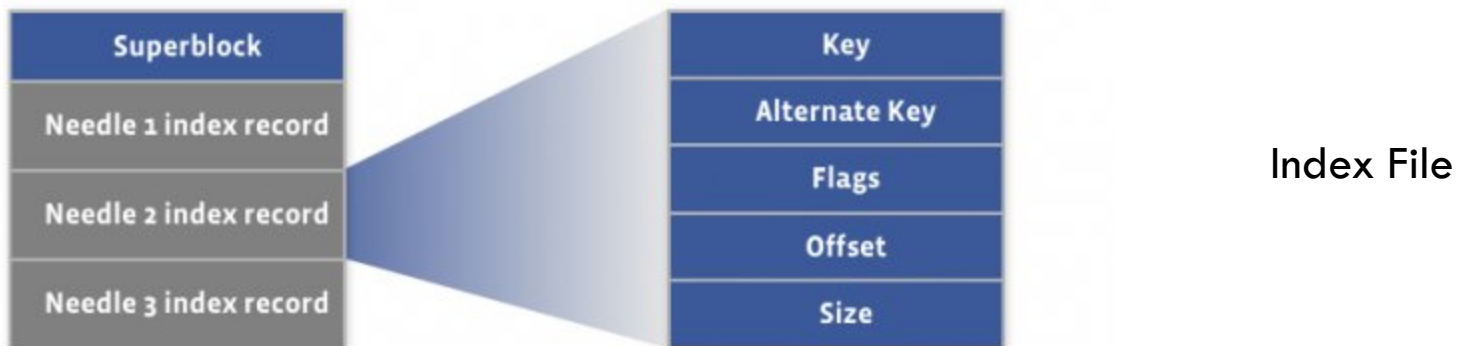 Superblock
Needle 1 index record
Needle 2 index record
Needle 3 index record
Key
Alternate Key
Flags
Offset
Size
Index File